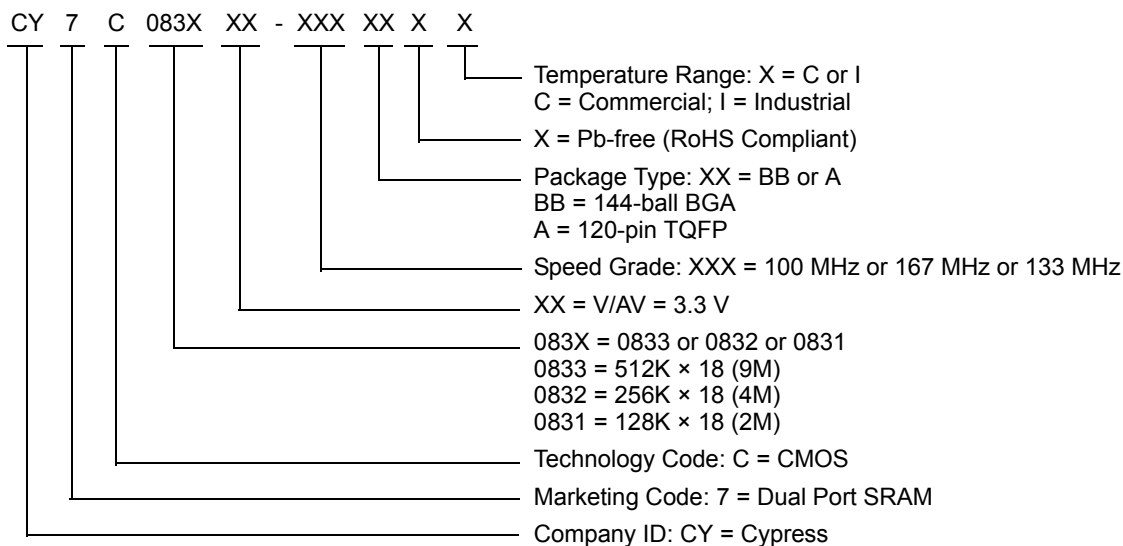 CY 7 C 083X XX - XXX XX X X
Temperature Range: X = C or I
C = Commercial; I = Industrial
X = Pb-free (RoHS Compliant)
Package Type: XX = BB or A
BB = 144-ball BGA
A = 120-pin TQFP
Speed Grade: XXX = 100 MHz or 167 MHz or 133 MHz
XX = V/AV = 3.3 V
083X = 0833 or 0832 or 0831
0833 = 512K × 18 (9M)
0832 = 256K × 18 (4M)
0831 = 128K × 18 (2M)
Technology Code: C = CMOS
Marketing Code: 7 = Dual Port SRAM
Company ID: CY = Cypress